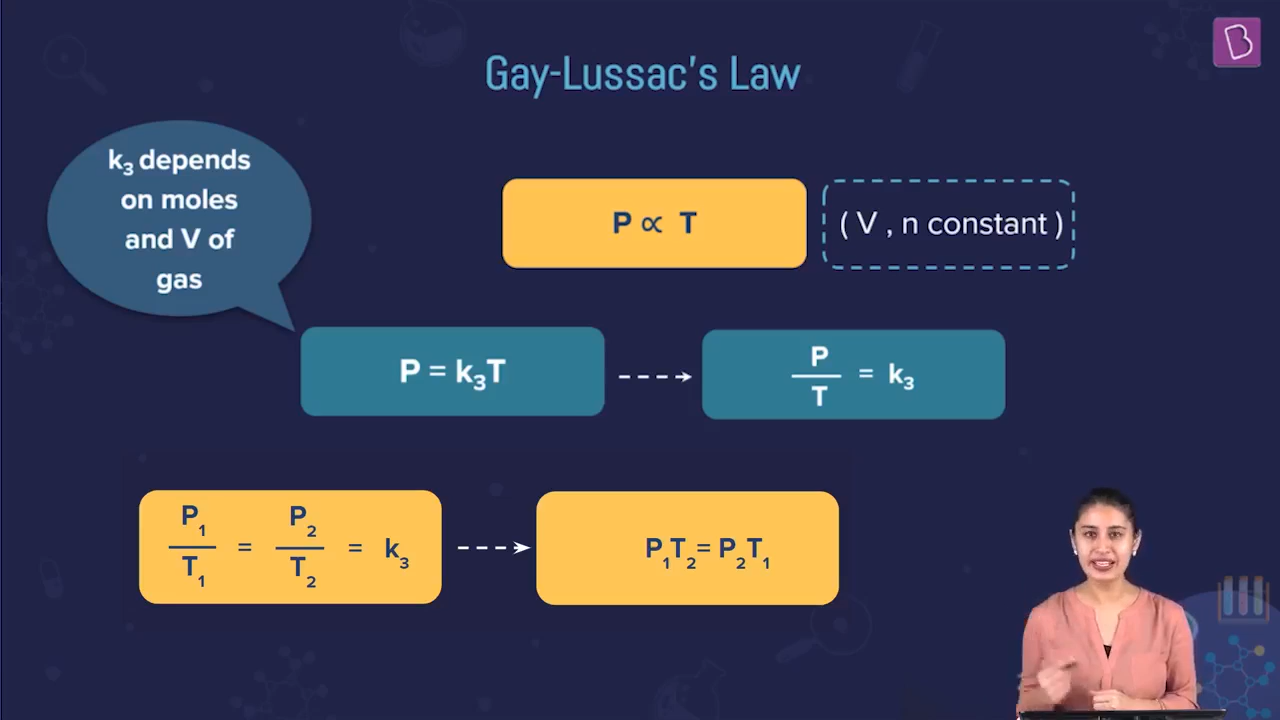 Gay-Lussac's Law
k₃ depends
on moles
and V of
gas
P ∝ T
( V , n constant )
P = k₃T
P
T
= k₃
P₁
T₁
=
P₂
T₂
= k₃
P₁T₂= P₂T₁
B